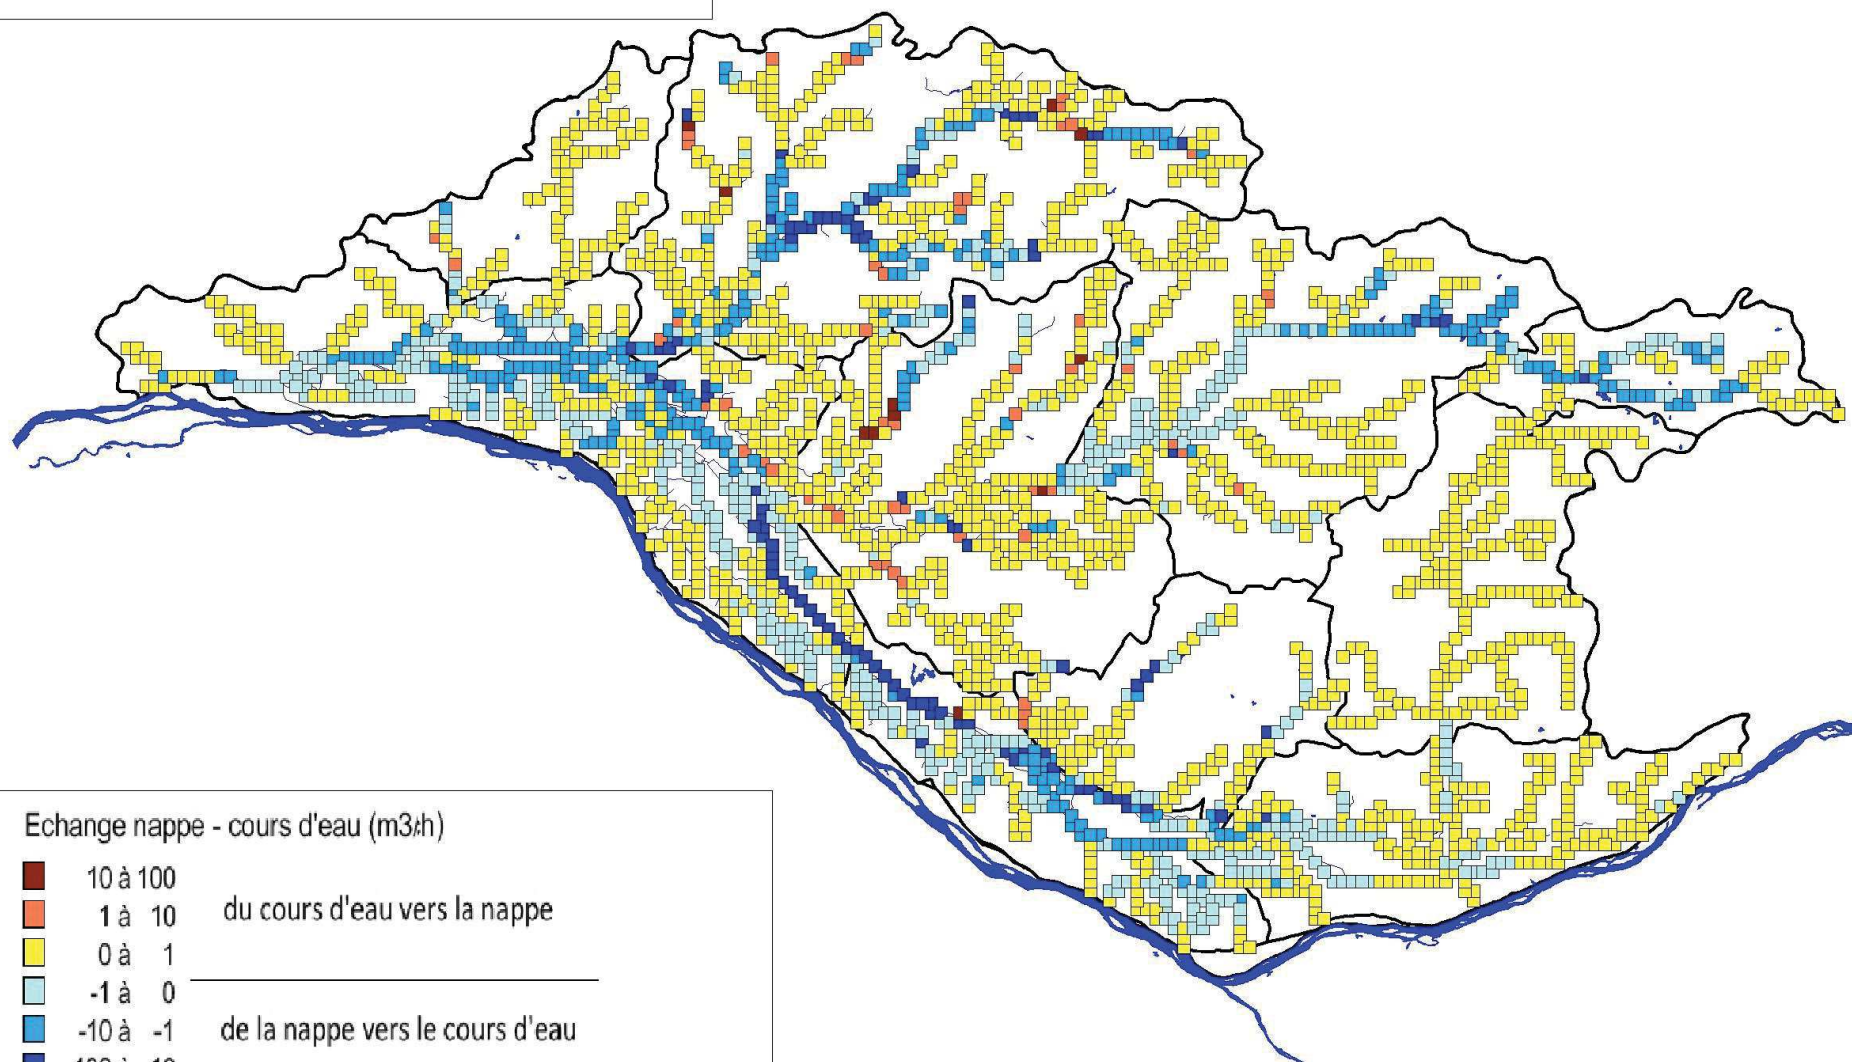 Echange nappe - cours d'eau (m3/h)
10 à 100
1 à 10
du cours d'eau vers la nappe
0 à 1
-1 à 0
-10 à -1
de la nappe vers le cours d'eau